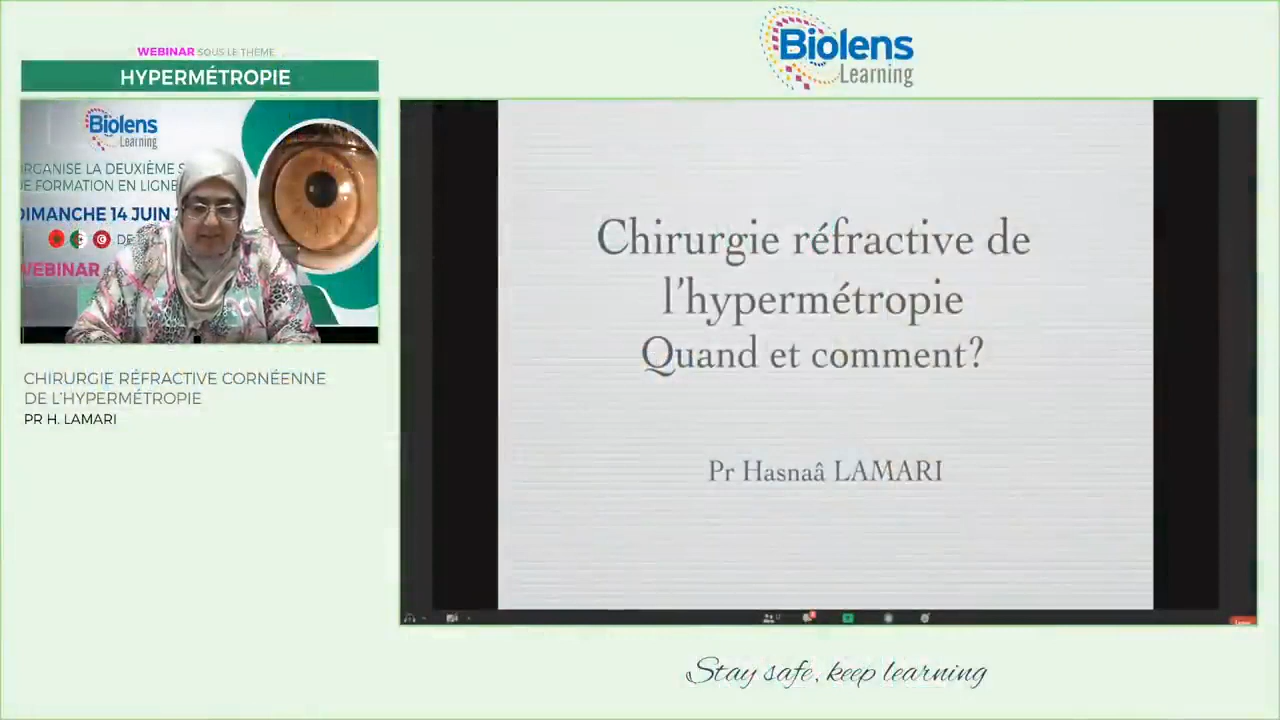 WEBINAR SOUS LE THÈME
HYPERMÉTROPIE
Biolens
Learning
Biolens
Learning
ORGANISE LA DEUXIÈME
DE FORMATION EN LIGNE
DIMANCHE 14 JUIN
DE
WEBINAR
CHIRURGIE RÉFRACTIVE CORNÉENNE
DE L'HYPERMÉTROPIE
PR H. LAMARI
Chirurgie réfractive de
l'hypermétropie
Quand et comment?
Pr Hasnaâ LAMARI
Stay safe, keep learning